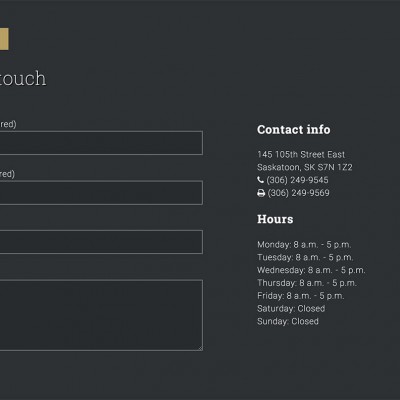 touch
red)
red)
Contact info
145 105th Street East
Saskatoon, SK S7N 1Z2
(306) 249-9545
(306) 249-9569
Hours
Monday: 8 a.m. - 5 p.m.
Tuesday: 8 a.m. - 5 p.m.
Wednesday: 8 a.m. - 5 p.m.
Thursday: 8 a.m. - 5 p.m.
Friday: 8 a.m. - 5 p.m.
Saturday: Closed
Sunday: Closed